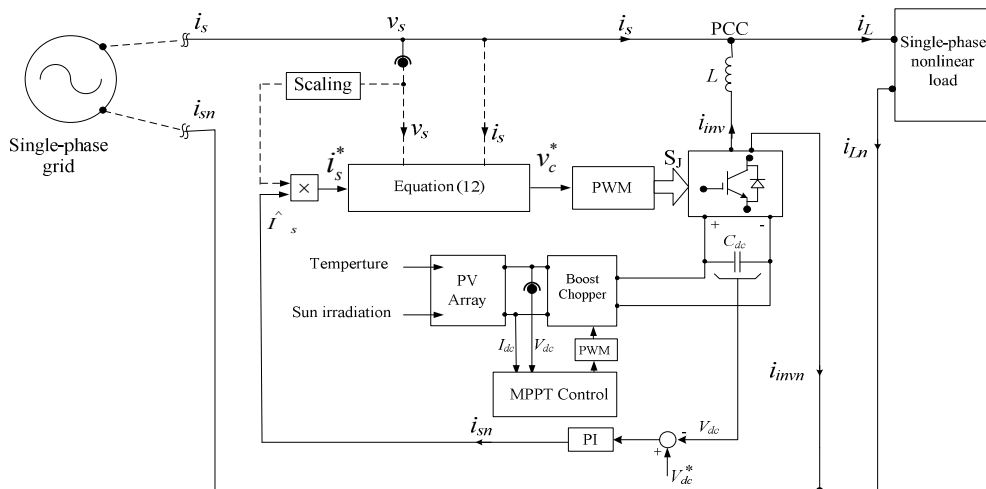 i_s
v_s
i_s
PCC
i_L
Single-phase
nonlinear
load
Scaling
L
i_sn
v_s
i_s
i_inv
i_Ln
Single-phase
grid
i_s^*
v_c^*
S_J
×
Equation (12)
PWM
Î_s
+
-
C_dc
Temperture
PV
Array
Boost
Chopper
Sun irradiation
I_dc
V_dc
PWM
i_invn
MPPT Control
i_sn
PI
-
V_dc
+
V_dc^*